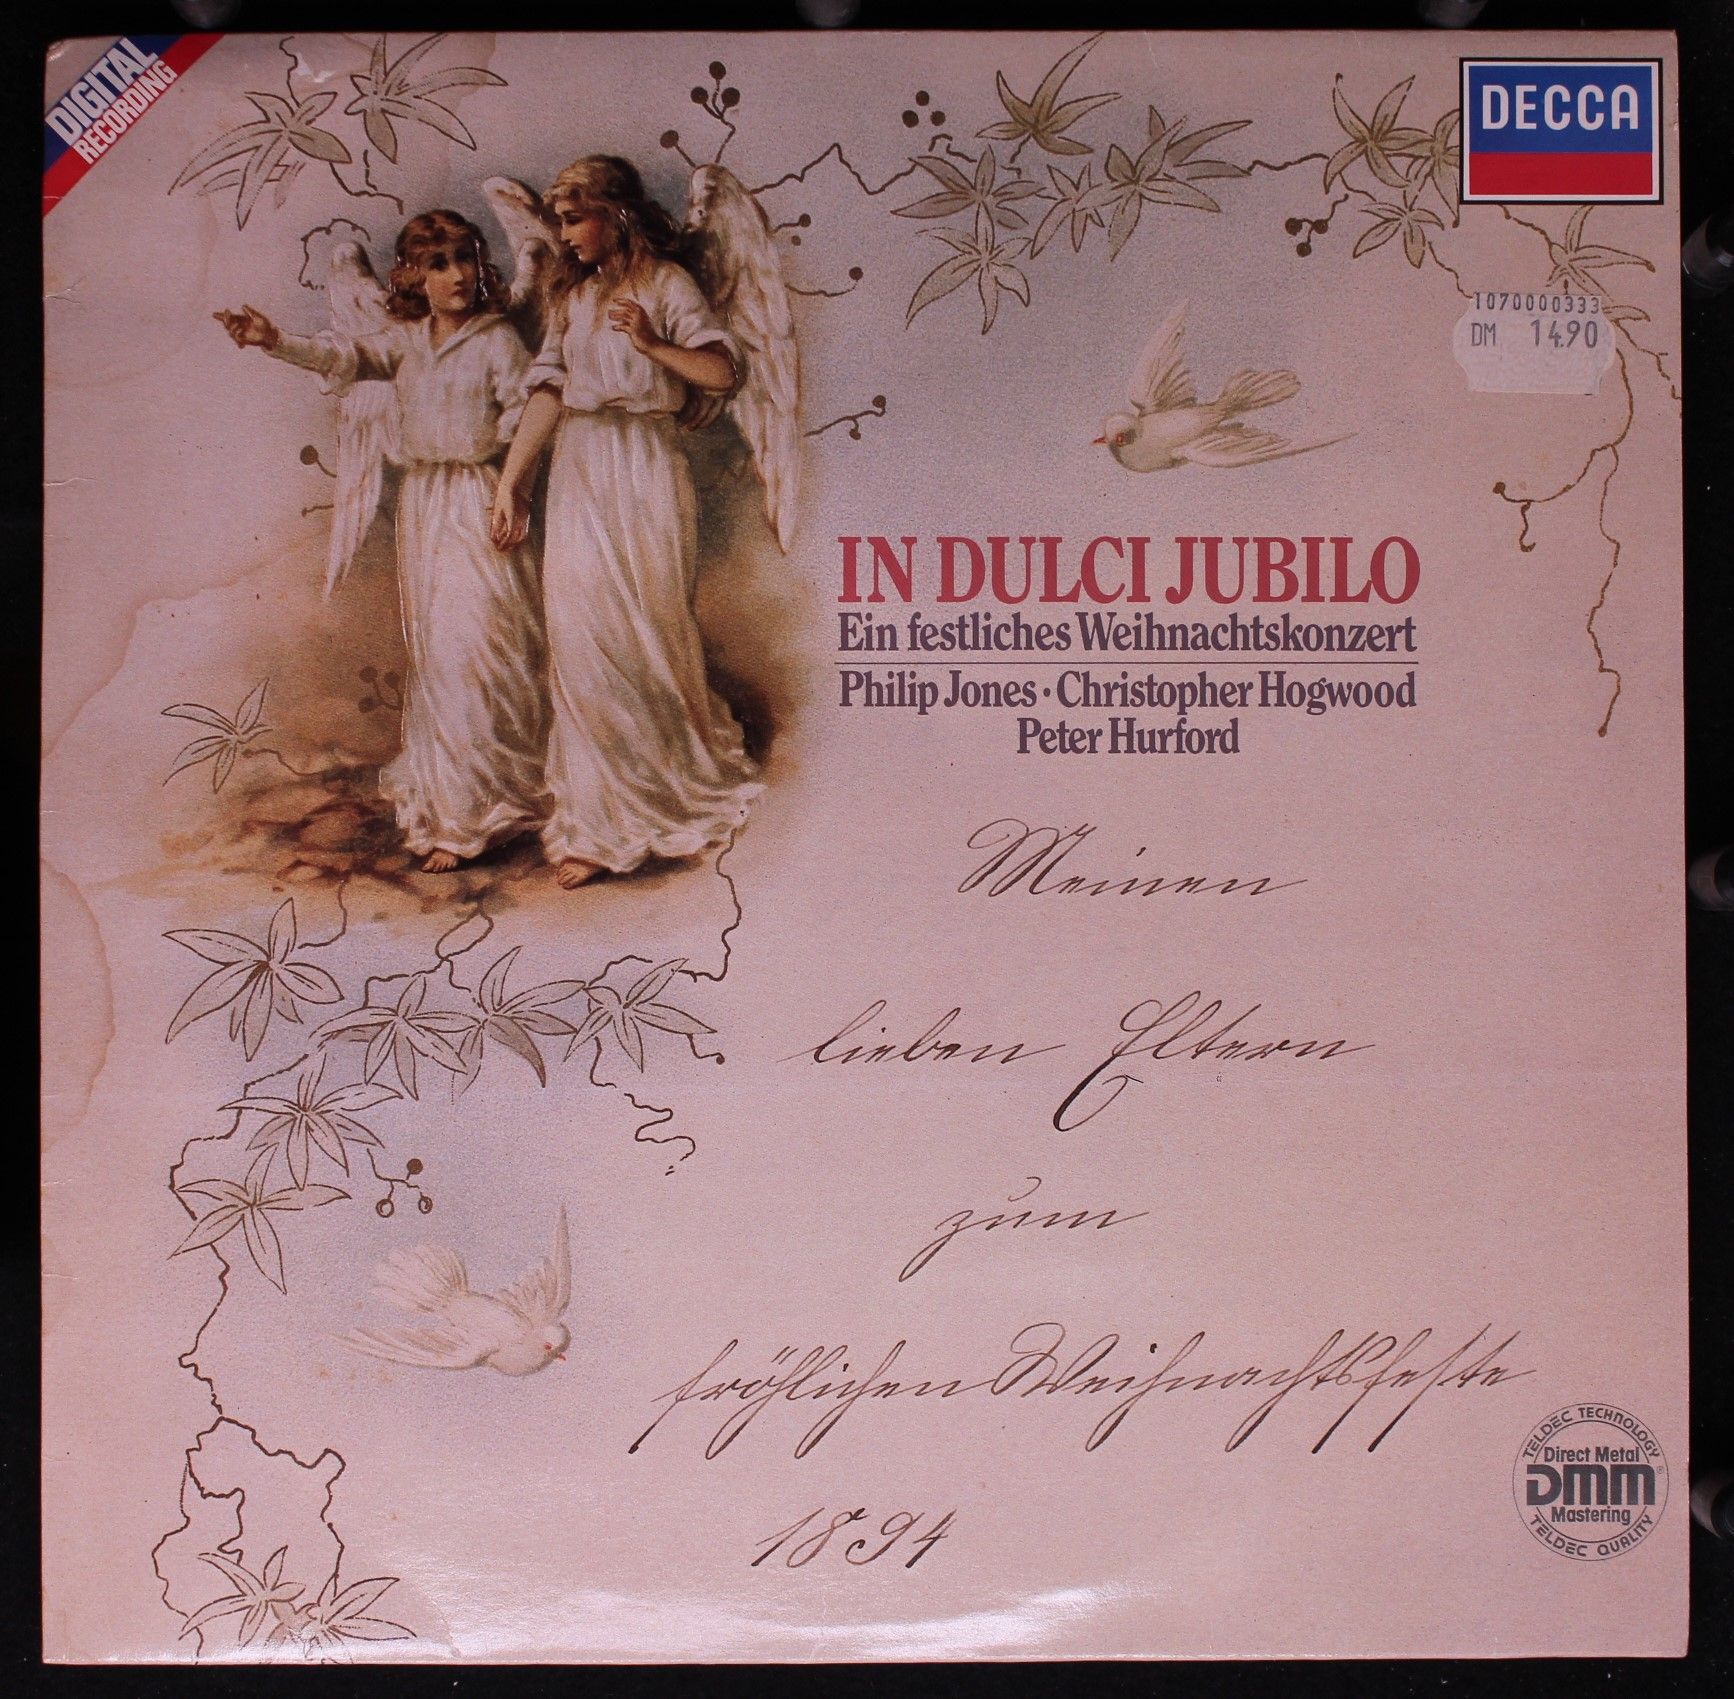 DIGITAL
RECORDING
DECCA
1070000333
DM 14.90
IN DULCI JUBILO
Ein festliches Weihnachtskonzert
Philip Jones · Christopher Hogwood
Peter Hurford
Meinen
lieben Eltern
zum
fröhlichen Weihnachtsfeste
1894
TELDEC TECHNOLOGY
Direct Metal
DMM®
Mastering
TELDEC QUALITY